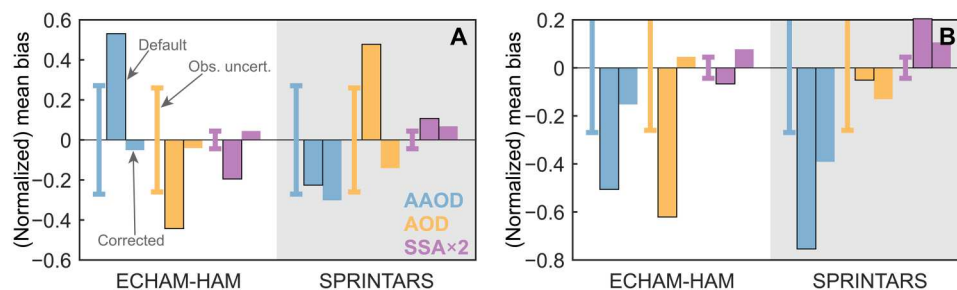 (Normalized) mean bias
0.6
0.4
0.2
0
−0.2
−0.4
−0.6
A
Default
Obs. uncert.
Corrected
AAOD
AOD
SSA×2
ECHAM-HAM
SPRINTARS
(Normalized) mean bias
0.2
0
−0.2
−0.4
−0.6
−0.8
B
ECHAM-HAM
SPRINTARS